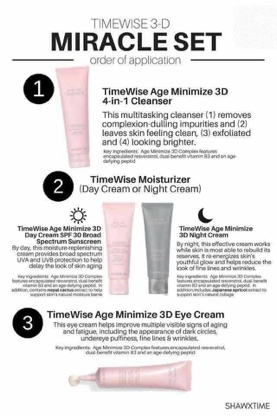 TIMEWISE 3-D
MIRACLE SET
order of application
1
TimeWise Age Minimize 3D
4-in-1 Cleanser
This multitasking cleanser (1) removes
complexion-dulling impurities and (2)
leaves skin feeling clean, (3) exfoliated
and (4) looking brighter.
Key ingredients: Age Minimize 3D Complex features
encapsulated resveratrol, dual benefit vitamin B3 and an age-
defying peptid
2
TimeWise Moisturizer
(Day Cream or Night Cream)
TimeWise Age Minimize 3D
Day Cream SPF 30 Broad
Spectrum Sunscreen
By day, this moisture-replenishing
cream provides broad spectrum
UVA and UVB protection to help
delay the look of skin aging
Key ingredients: Age Minimize 3D Complex
features encapsulated resveratrol, dual benefit
vitamin B3 and an age-defying peptid. In
addition, contains nopal cactus extract to help
support skin's natural moisture barrie
TimeWise Age Minimize
3D Night Cream
By night, this effective cream works
while skin is most able to rebuild its
reserves. It re-energizes skin's
youthful glow and helps reduce the
look of fine lines and wrinkles.
Key ingredients: Age Minimize 3D Complex
features encapsulated resveratrol, dual benefit
vitamin B3 and an age-defying peptid. In
addition includes Japanese apricot extract to
support skin's natural collage
3
TimeWise Age Minimize 3D Eye Cream
This eye cream helps improve multiple visible signs of aging
and fatigue, including the appearance of dark circles,
undereye puffiness, fine lines & wrinkles.
Key ingredients: Age Minimize 3D Complex features encapsulated resveratrol,
dual benefit vitamin B3 and an age-defying peptid
SHAWXTIME